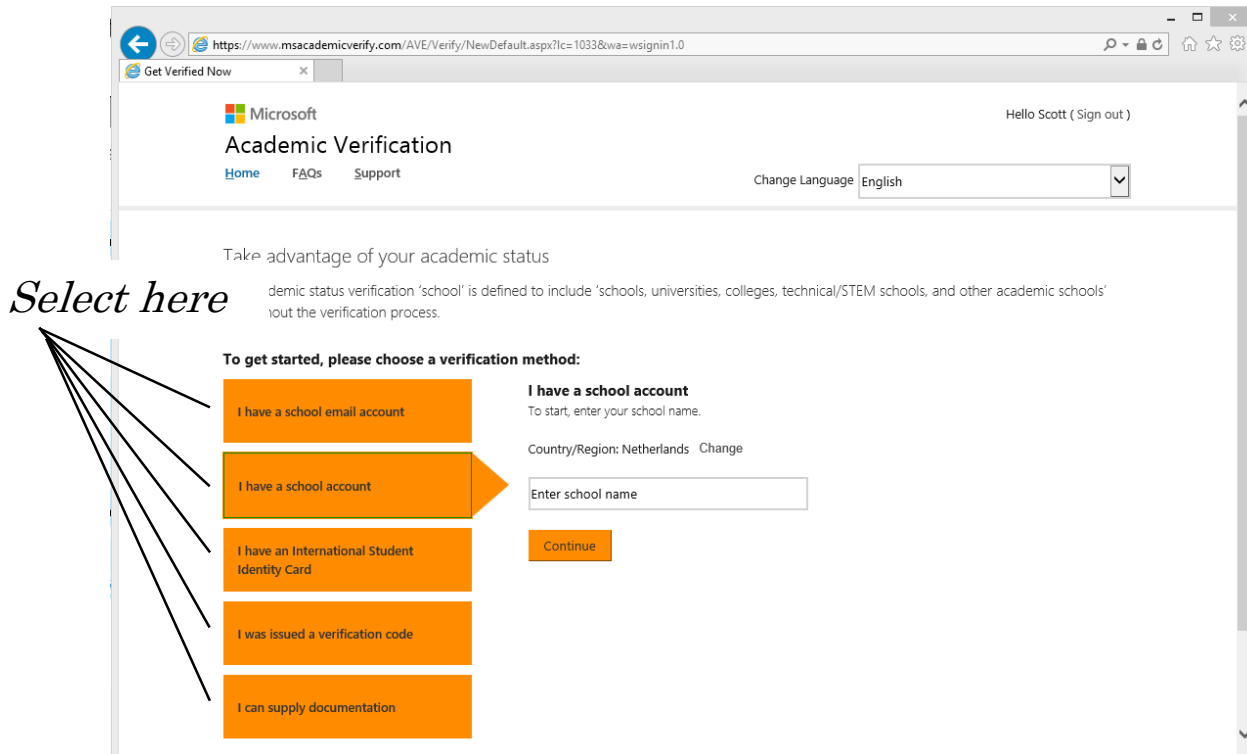 https://www.msacademicverify.com/AVE/Verify/NewDefault.aspx?lc=1033&wa=wsignin1.0
Get Verified Now
Microsoft
Hello Scott ( Sign out )
Academic Verification
Home FAQs Support
Change Language English
Take advantage of your academic status
Select here
demic status verification ‘school’ is defined to include ‘schools, universities, colleges, technical/STEM schools, and other academic schools’
out the verification process.
To get started, please choose a verification method:
I have a school email account
I have a school account
I have an International Student
Identity Card
I was issued a verification code
I can supply documentation
I have a school account
To start, enter your school name.
Country/Region: Netherlands Change
Enter school name
Continue